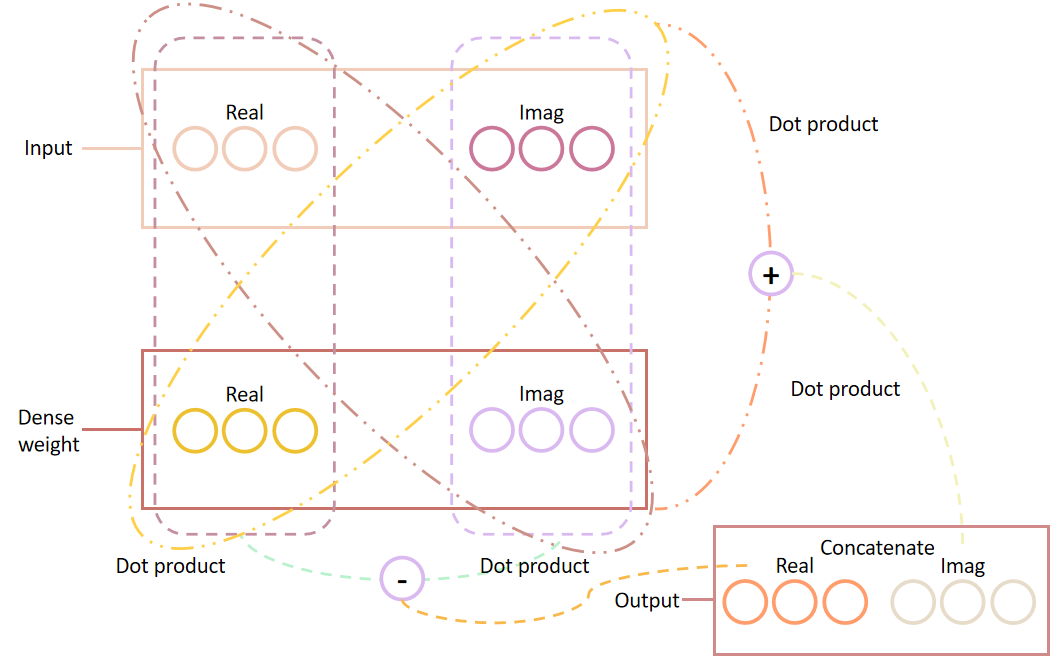 Real
Imag
Input
Dot product
+
Real
Imag
Dense
weight
Dot product
Dot product
Dot product
-
Concatenate
Real
Imag
Output